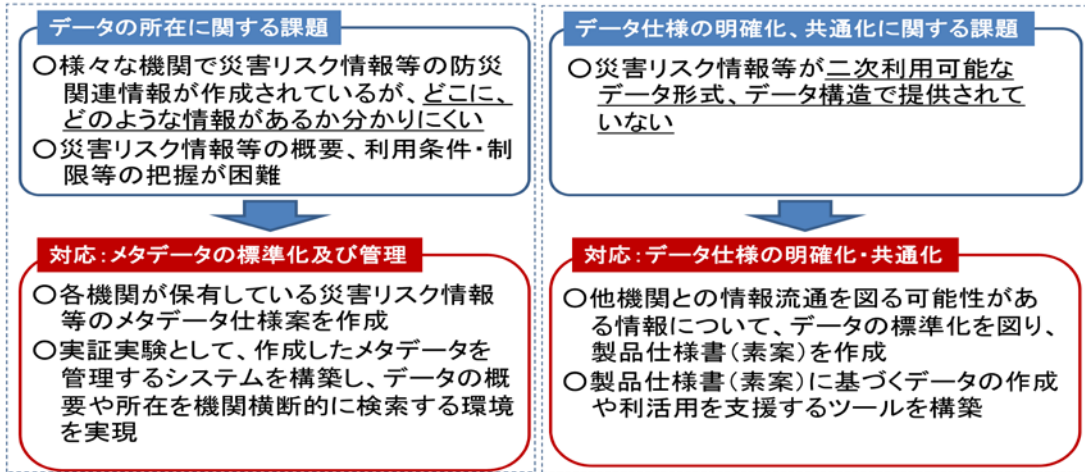 データの所在に関する課題
○様々な機関で災害リスク情報等の防災
関連情報が作成されているが、どこに、
どのような情報があるか分かりにくい
○災害リスク情報等の概要、利用条件・制
限等の把握が困難
対応：メタデータの標準化及び管理
○各機関が保有している災害リスク情報
等のメタデータ仕様案を作成
○実証実験として、作成したメタデータを
管理するシステムを構築し、データの概
要や所在を機関横断的に検索する環境
を実現
データ仕様の明確化、共通化に関する課題
○災害リスク情報等が二次利用可能な
データ形式、データ構造で提供されて
いない
対応：データ仕様の明確化・共通化
○他機関との情報流通を図る可能性があ
る情報について、データの標準化を図り、
製品仕様書（素案）を作成
○製品仕様書（素案）に基づくデータの作成
や利活用を支援するツールを構築